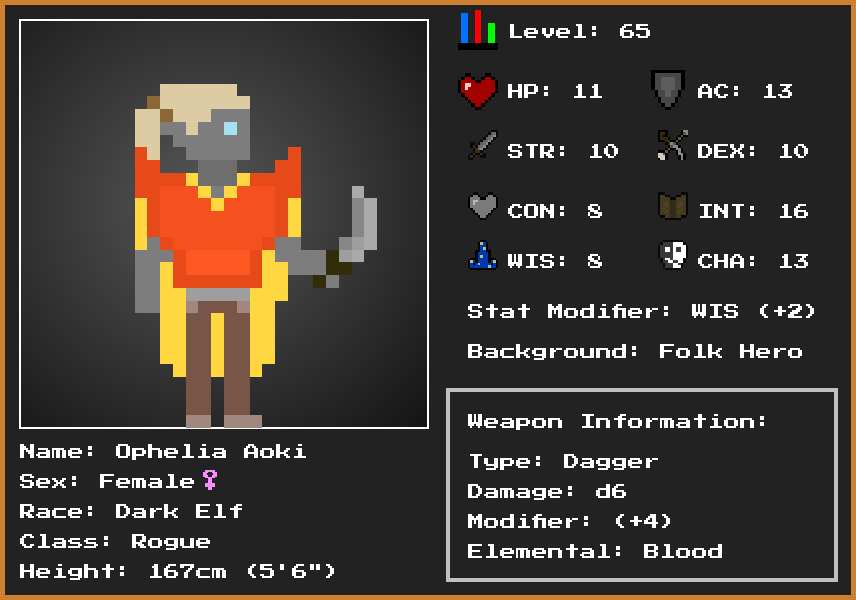 Level: 65
HP: 11 AC: 13
STR: 10 DEX: 10
CON: 8 INT: 16
WIS: 8 CHA: 13
Stat Modifier: WIS (+2)
Background: Folk Hero
Weapon Information:
Type: Dagger
Damage: d6
Modifier: (+4)
Elemental: Blood
Name: Ophelia Aoki
Sex: Female♀
Race: Dark Elf
Class: Rogue
Height: 167cm (5'6")